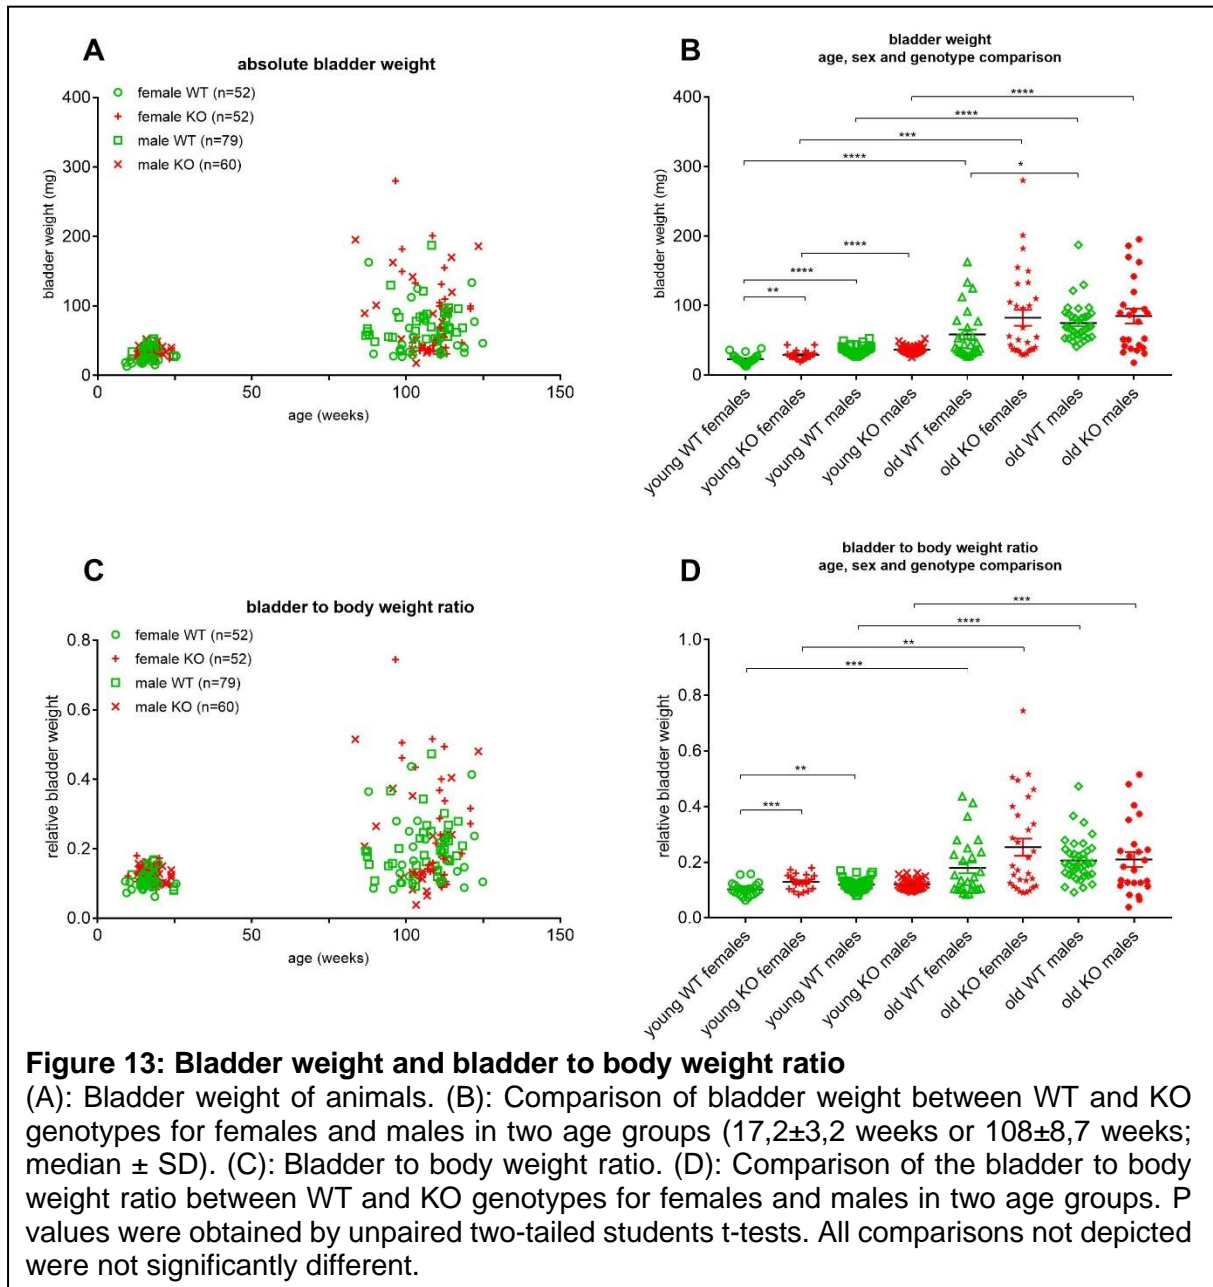 A
absolute bladder weight
female WT (n=52)
female KO (n=52)
male WT (n=79)
male KO (n=60)
bladder weight (mg)
400
300
200
100
0
0
50
100
150
age (weeks)
B
bladder weight
age, sex and genotype comparison
bladder weight (mg)
400
300
200
100
0
****
****
***
****
*
****
****
**
young WT females
young KO females
young WT males
young KO males
old WT females
old KO females
old WT males
old KO males
C
bladder to body weight ratio
female WT (n=52)
female KO (n=52)
male WT (n=79)
male KO (n=60)
relative bladder weight
0.8
0.6
0.4
0.2
0.0
0
50
100
150
age (weeks)
D
bladder to body weight ratio
age, sex and genotype comparison
relative bladder weight
1.0
0.8
0.6
0.4
0.2
0.0
***
****
**
***
**
***
young WT females
young KO females
young WT males
young KO males
old WT females
old KO females
old WT males
old KO males
Figure 13: Bladder weight and bladder to body weight ratio
(A): Bladder weight of animals. (B): Comparison of bladder weight between WT and KO
genotypes for females and males in two age groups (17,2±3,2 weeks or 108±8,7 weeks;
median ± SD). (C): Bladder to body weight ratio. (D): Comparison of the bladder to body
weight ratio between WT and KO genotypes for females and males in two age groups. P
values were obtained by unpaired two-tailed students t-tests. All comparisons not depicted
were not significantly different.